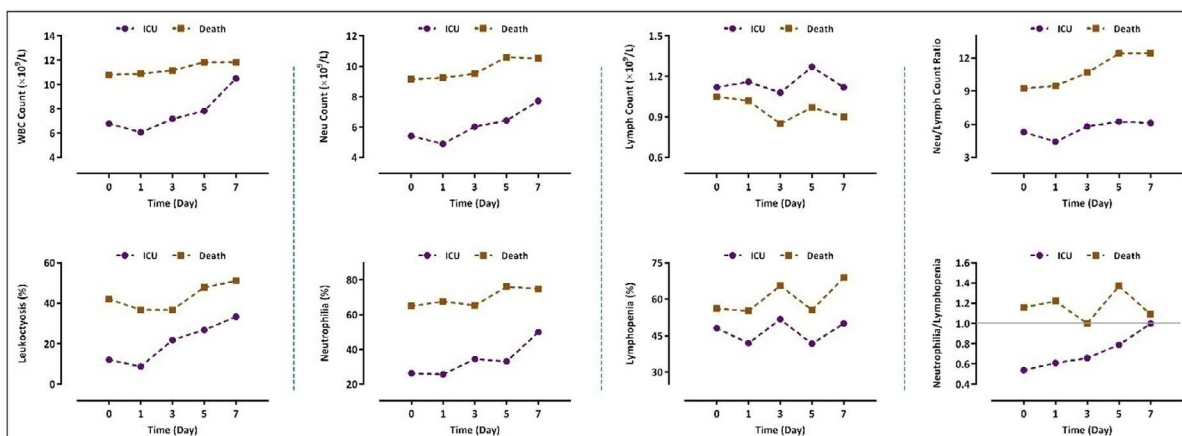 ICU Death
WBC Count (×10⁹/L)
14
12
10
8
6
4
0 1 3 5 7
Time (Day)
ICU Death
Neu Count (×10⁹/L)
12
10
8
6
4
0 1 3 5 7
Time (Day)
ICU Death
Lymph Count (×10⁹/L)
1.5
1.2
0.9
0.6
0 1 3 5 7
Time (Day)
ICU Death
Neu/Lymph Count Ratio
12
9
6
3
0 1 3 5 7
Time (Day)
ICU Death
Leukoctyosis (%)
60
40
20
0
0 1 3 5 7
Time (Day)
ICU Death
Neutrophilia (%)
80
60
40
20
0 1 3 5 7
Time (Day)
ICU Death
Lymphopenia (%)
75
60
45
30
0 1 3 5 7
Time (Day)
ICU Death
Neutrophilia/Lymphopenia
1.6
1.4
1.2
1.0
0.8
0.6
0.4
0 1 3 5 7
Time (Day)